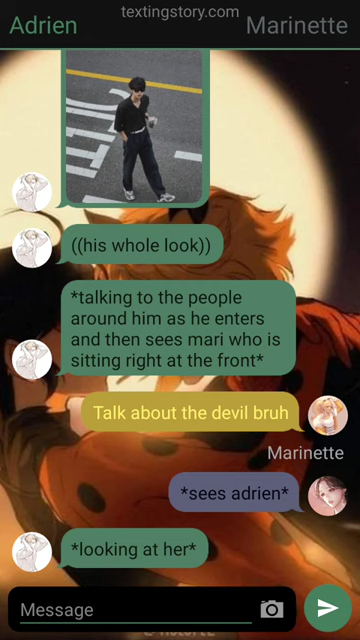 textingstory.com
Adrien
Marinette
((his whole look))
*talking to the people
around him as he enters
and then sees mari who is
sitting right at the front*
Talk about the devil bruh
Marinette
*sees adrien*
*looking at her*
Message